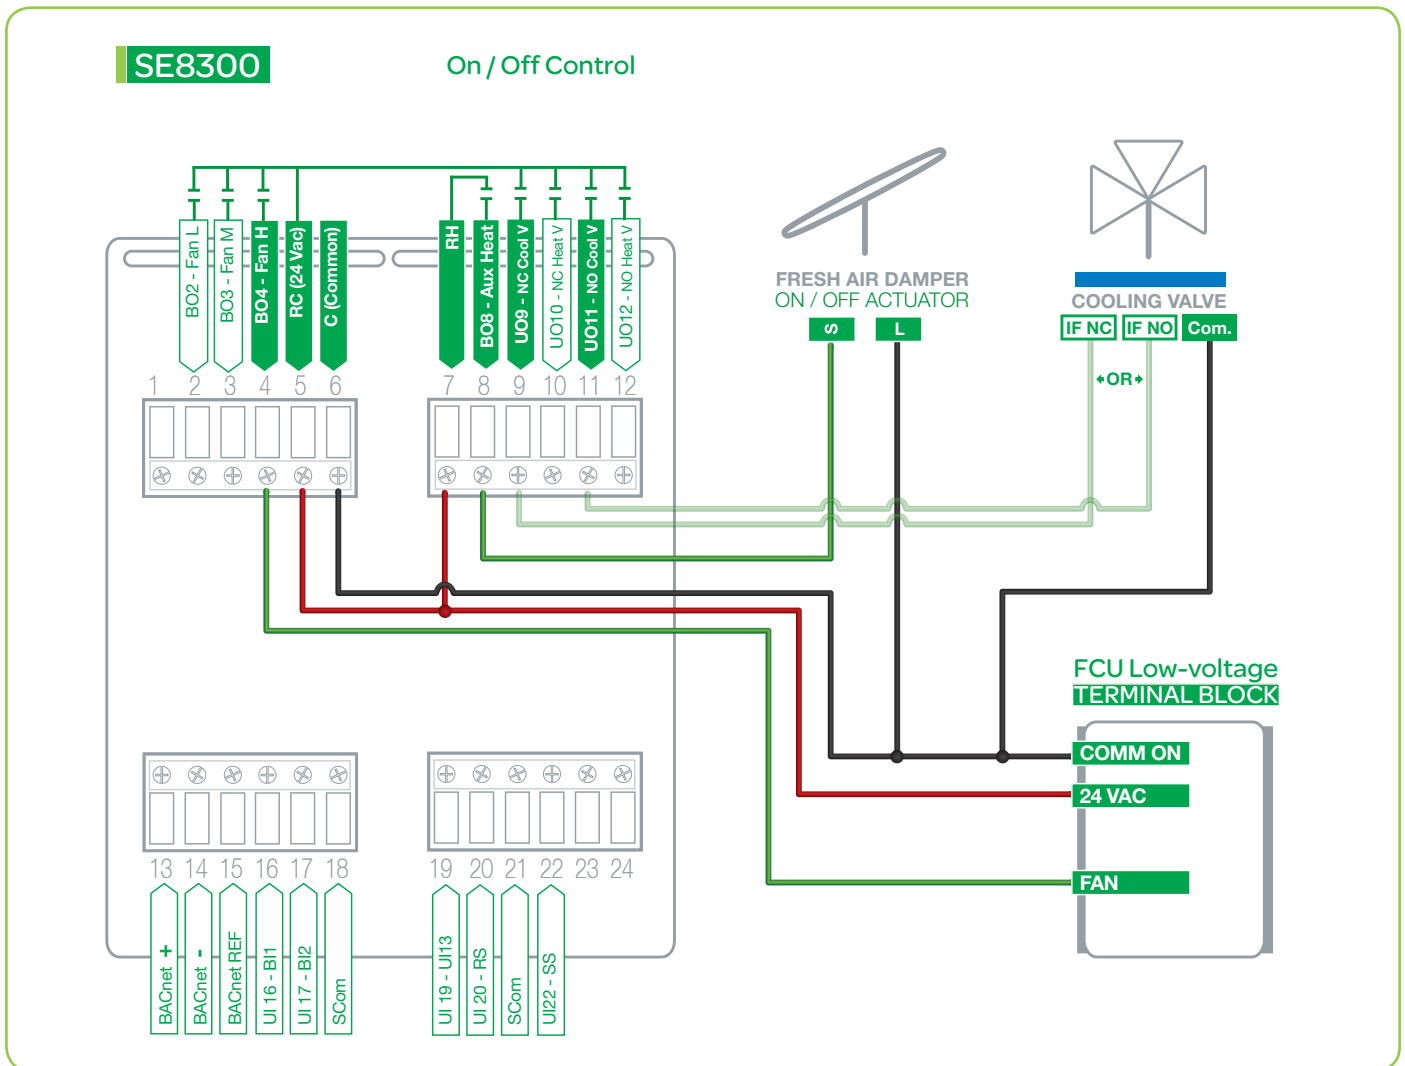 SE8300
On / Off Control
BO2 - Fan L
BO3 - Fan M
BO4 - Fan H
RC (24 Vac)
C (Common)
RH
BO8 - Aux Heat
UO9 - NC Cool V
UO10 - NC Heat V
UO11 - NO Cool V
UO12 - NO Heat V
1 2 3 4 5 6
7 8 9 10 11 12
FRESH AIR DAMPER
ON / OFF ACTUATOR
S L
COOLING VALVE
IF NC IF NO Com.
OR
FCU Low-voltage
TERMINAL BLOCK
COMM ON
24 VAC
FAN
13 14 15 16 17 18
19 20 21 22 23 24
BACnet +
BACnet -
BACnet REF
UI 16 - BI1
UI 17 - BI2
SCom
UI 19 - UI13
UI 20 - RS
SCom
UI22 - SS